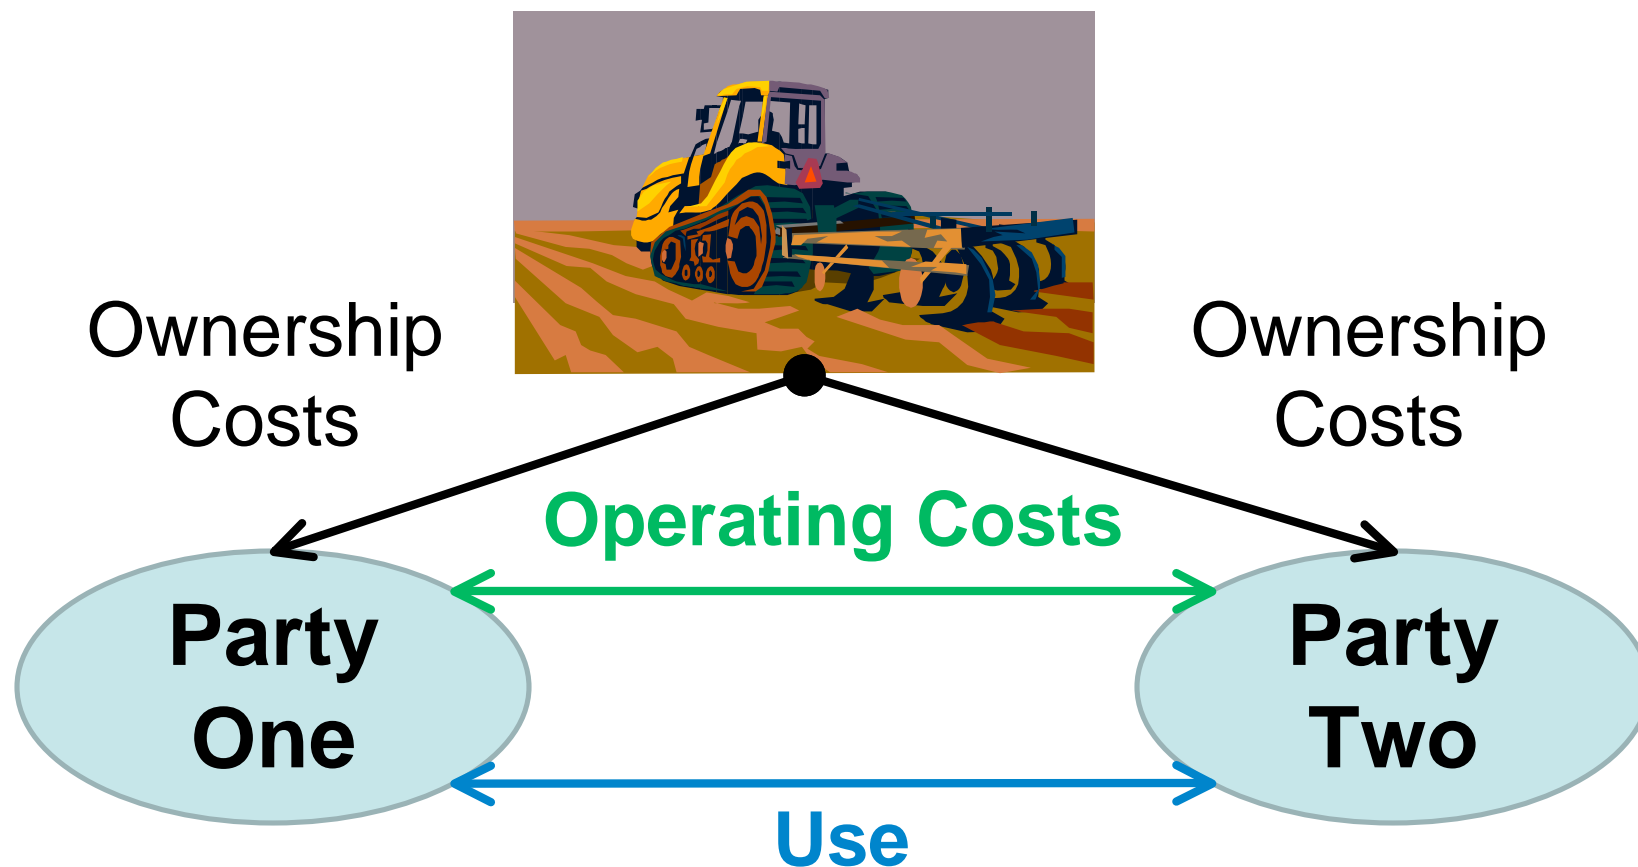 Ownership
Costs
Ownership
Costs
Operating Costs
Party
One
Party
Two
Use